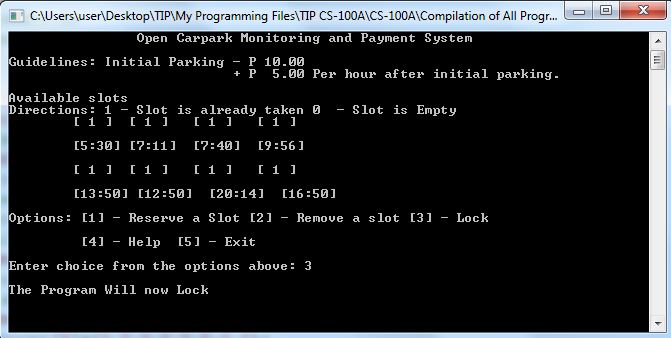 C:\Users\user\Desktop\TIP\My Programming Files\TIP CS-100A\CS-100A\Compilation of All Progr...
Open Carpark Monitoring and Payment System
Guidelines: Initial Parking - P 10.00
+ P  5.00 Per hour after initial parking.
Available slots
Directions: 1 - Slot is already taken 0  - Slot is Empty
[ 1 ]  [ 1 ]   [ 1 ]   [ 1 ]
[5:30] [7:11]  [7:40]  [9:56]
[ 1 ]  [ 1 ]   [ 1 ]   [ 1 ]
[13:50] [12:50]  [20:14]  [16:50]
Options: [1] - Reserve a Slot [2] - Remove a slot [3] - Lock
[4] - Help  [5] - Exit
Enter choice from the options above: 3
The Program Will now Lock